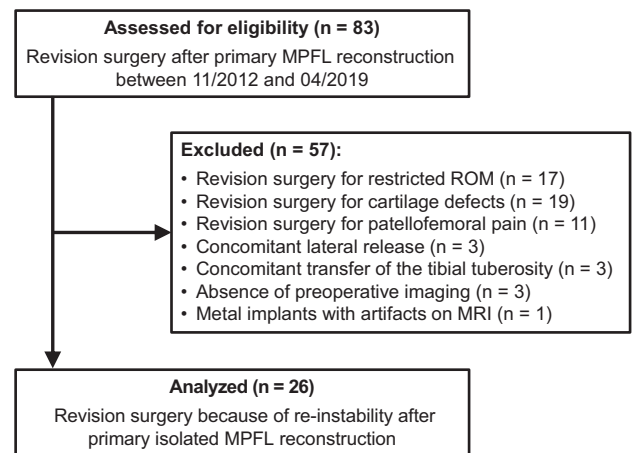 Assessed for eligibility (n = 83)
Revision surgery after primary MPFL reconstruction
between 11/2012 and 04/2019
Excluded (n = 57):
• Revision surgery for restricted ROM (n = 17)
• Revision surgery for cartilage defects (n = 19)
• Revision surgery for patellofemoral pain (n = 11)
• Concomitant lateral release (n = 3)
• Concomitant transfer of the tibial tuberosity (n = 3)
• Absence of preoperative imaging (n = 3)
• Metal implants with artifacts on MRI (n = 1)
Analyzed (n = 26)
Revision surgery because of re-instability after
primary isolated MPFL reconstruction